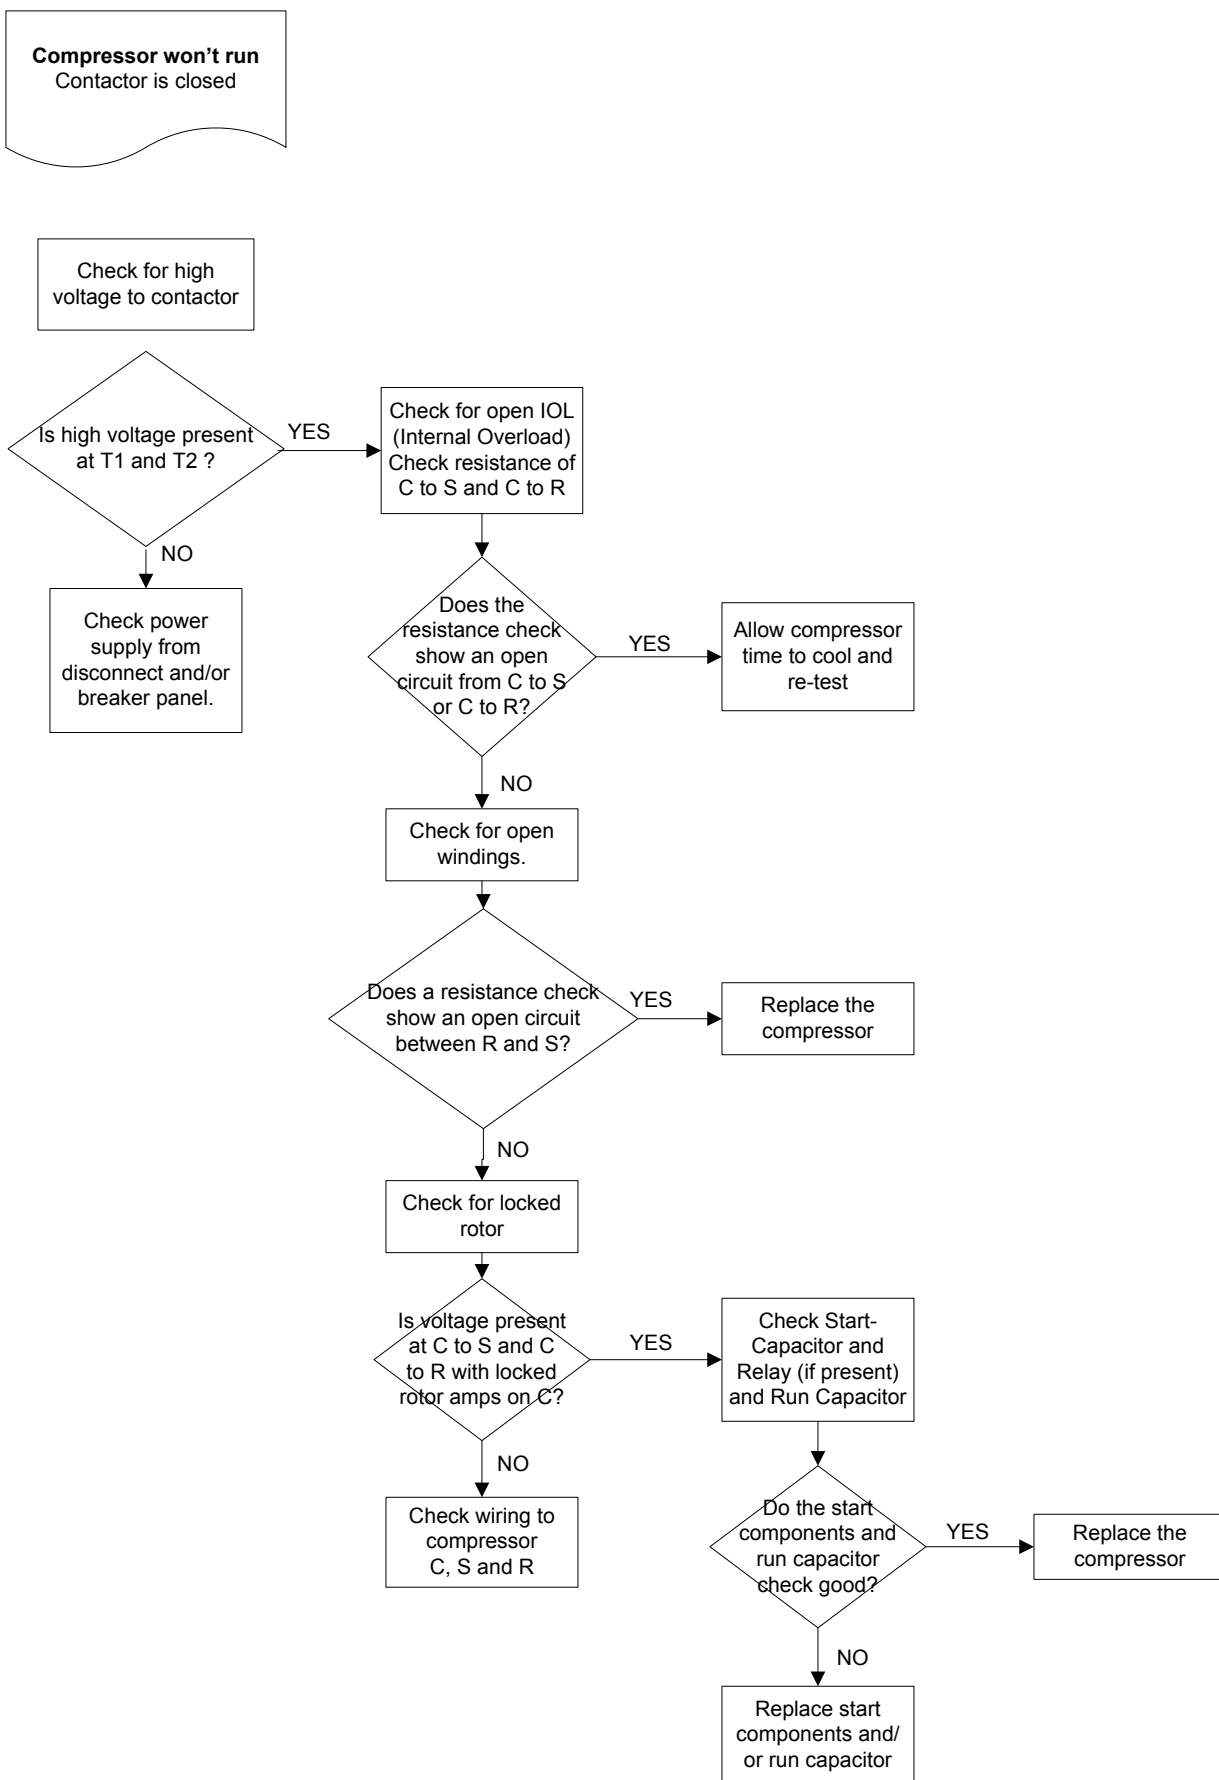 Compressor won't run
Contactor is closed
Check for high
voltage to contactor
Is high voltage present
at T1 and T2 ?
YES
NO
Check power
supply from
disconnect and/or
breaker panel.
Check for open IOL
(Internal Overload)
Check resistance of
C to S and C to R
Does the
resistance check
show an open
circuit from C to S
or C to R?
YES
Allow compressor
time to cool and
re-test
NO
Check for open
windings.
Does a resistance check
show an open circuit
between R and S?
YES
Replace the
compressor
NO
Check for locked
rotor
Is voltage present
at C to S and C
to R with locked
rotor amps on C?
YES
NO
Check wiring to
compressor
C, S and R
Check Start-
Capacitor and
Relay (if present)
and Run Capacitor
Do the start
components and
run capacitor
check good?
YES
Replace the
compressor
NO
Replace start
components and/
or run capacitor